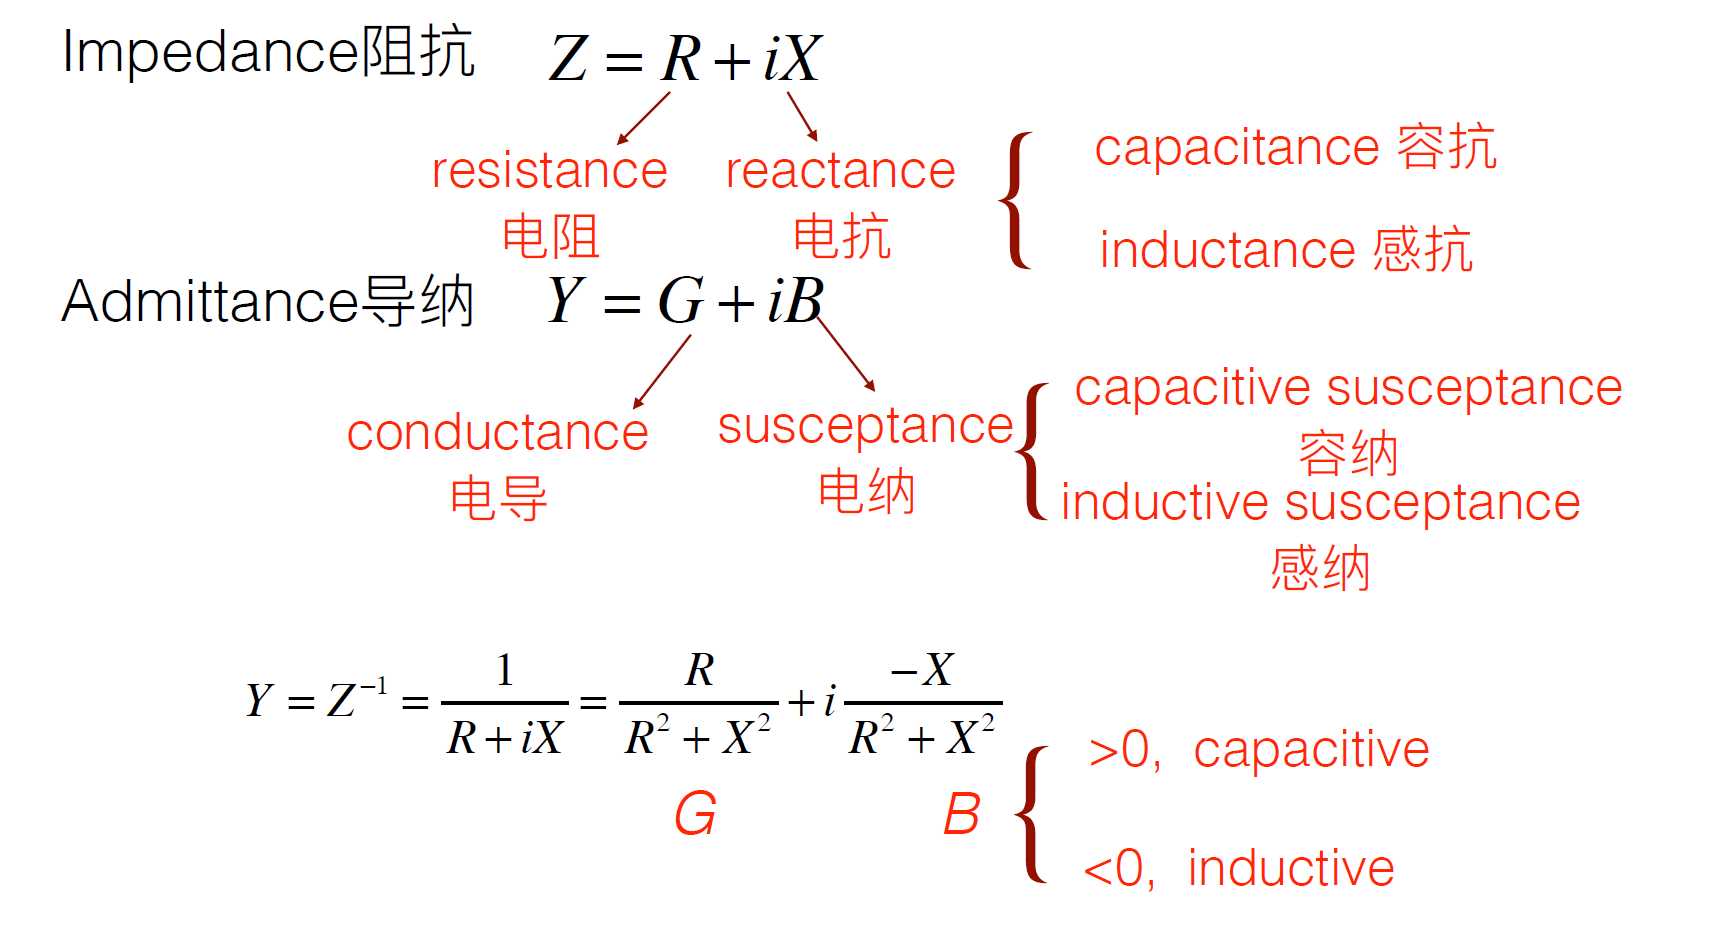 Impedance阻抗 Z = R + iX
resistance reactance
电阻 电抗
capacitance 容抗
inductance 感抗
Admittance导纳 Y = G + iB
conductance susceptance
电导 电纳
capacitive susceptance
容纳
inductive susceptance
感纳
Y = Z^{-1} = \frac{1}{R + iX} = \frac{R}{R^2 + X^2} + i \frac{-X}{R^2 + X^2}
G B
>0, capacitive
<0, inductive